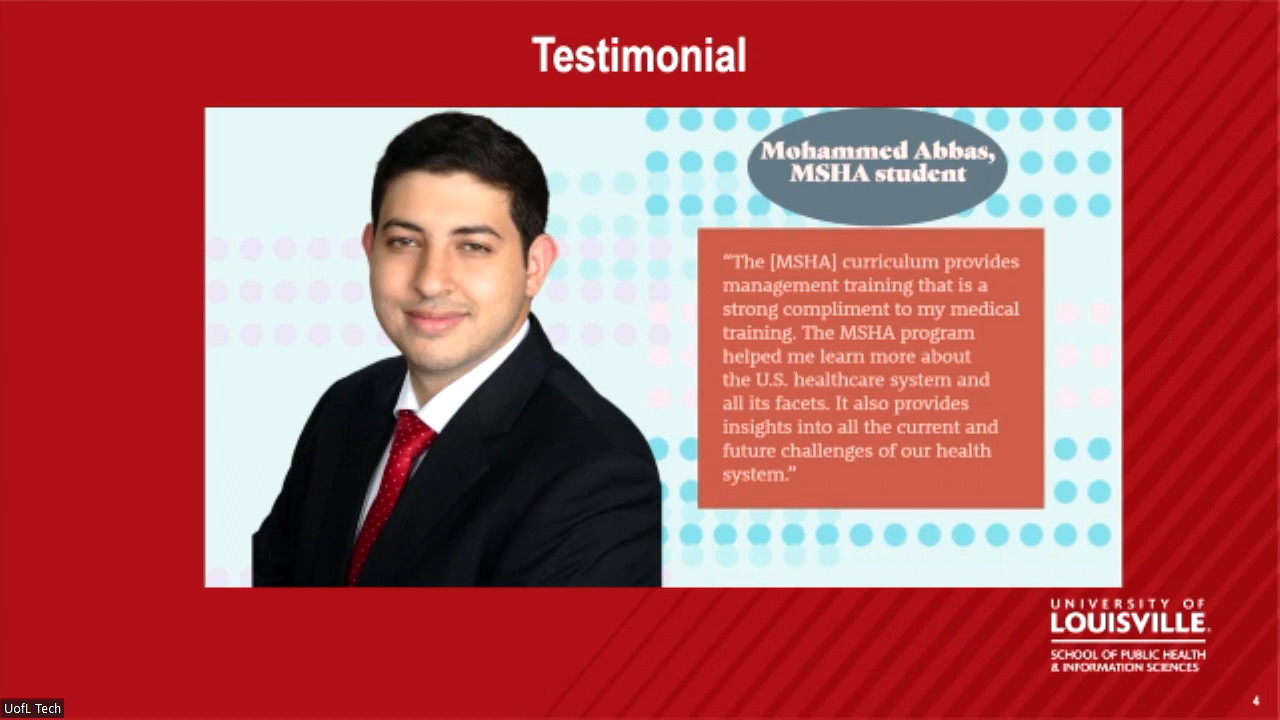 Testimonial
Mohammed Abbas,
MSHA student
“The [MSHA] curriculum provides
management training that is a
strong compliment to my medical
training. The MSHA program
helped me learn more about
the U.S. healthcare system and
all its facets. It also provides
insights into all the current and
future challenges of our health
system.”
UNIVERSITY OF
LOUISVILLE.
SCHOOL OF PUBLIC HEALTH
& INFORMATION SCIENCES
UofL Tech
4